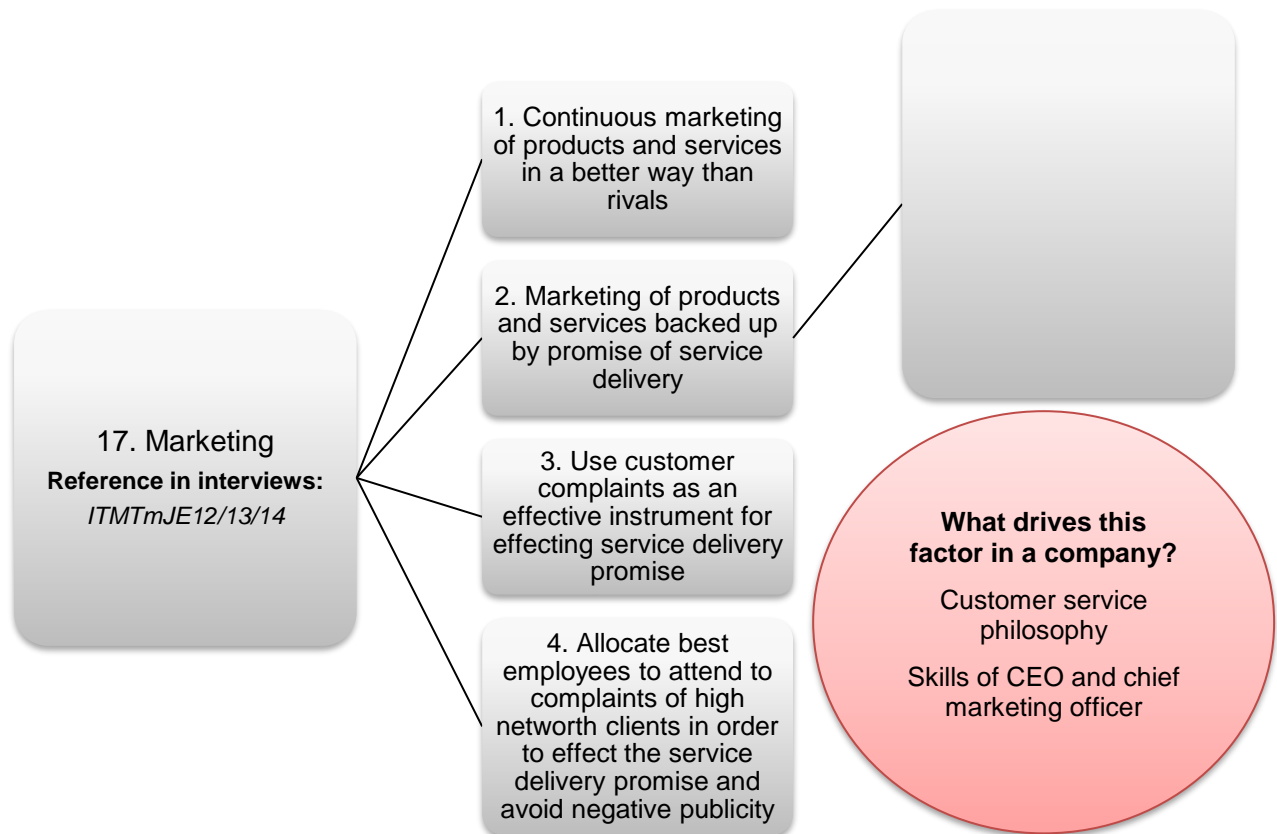 17. Marketing
Reference in interviews:
ITMTmJE12/13/14
1. Continuous marketing
of products and services
in a better way than
rivals
2. Marketing of products
and services backed up
by promise of service
delivery
3. Use customer
complaints as an
effective instrument for
effecting service delivery
promise
4. Allocate best
employees to attend to
complaints of high
networth clients in order
to effect the service
delivery promise and
avoid negative publicity
What drives this
factor in a company?
Customer service
philosophy
Skills of CEO and chief
marketing officer